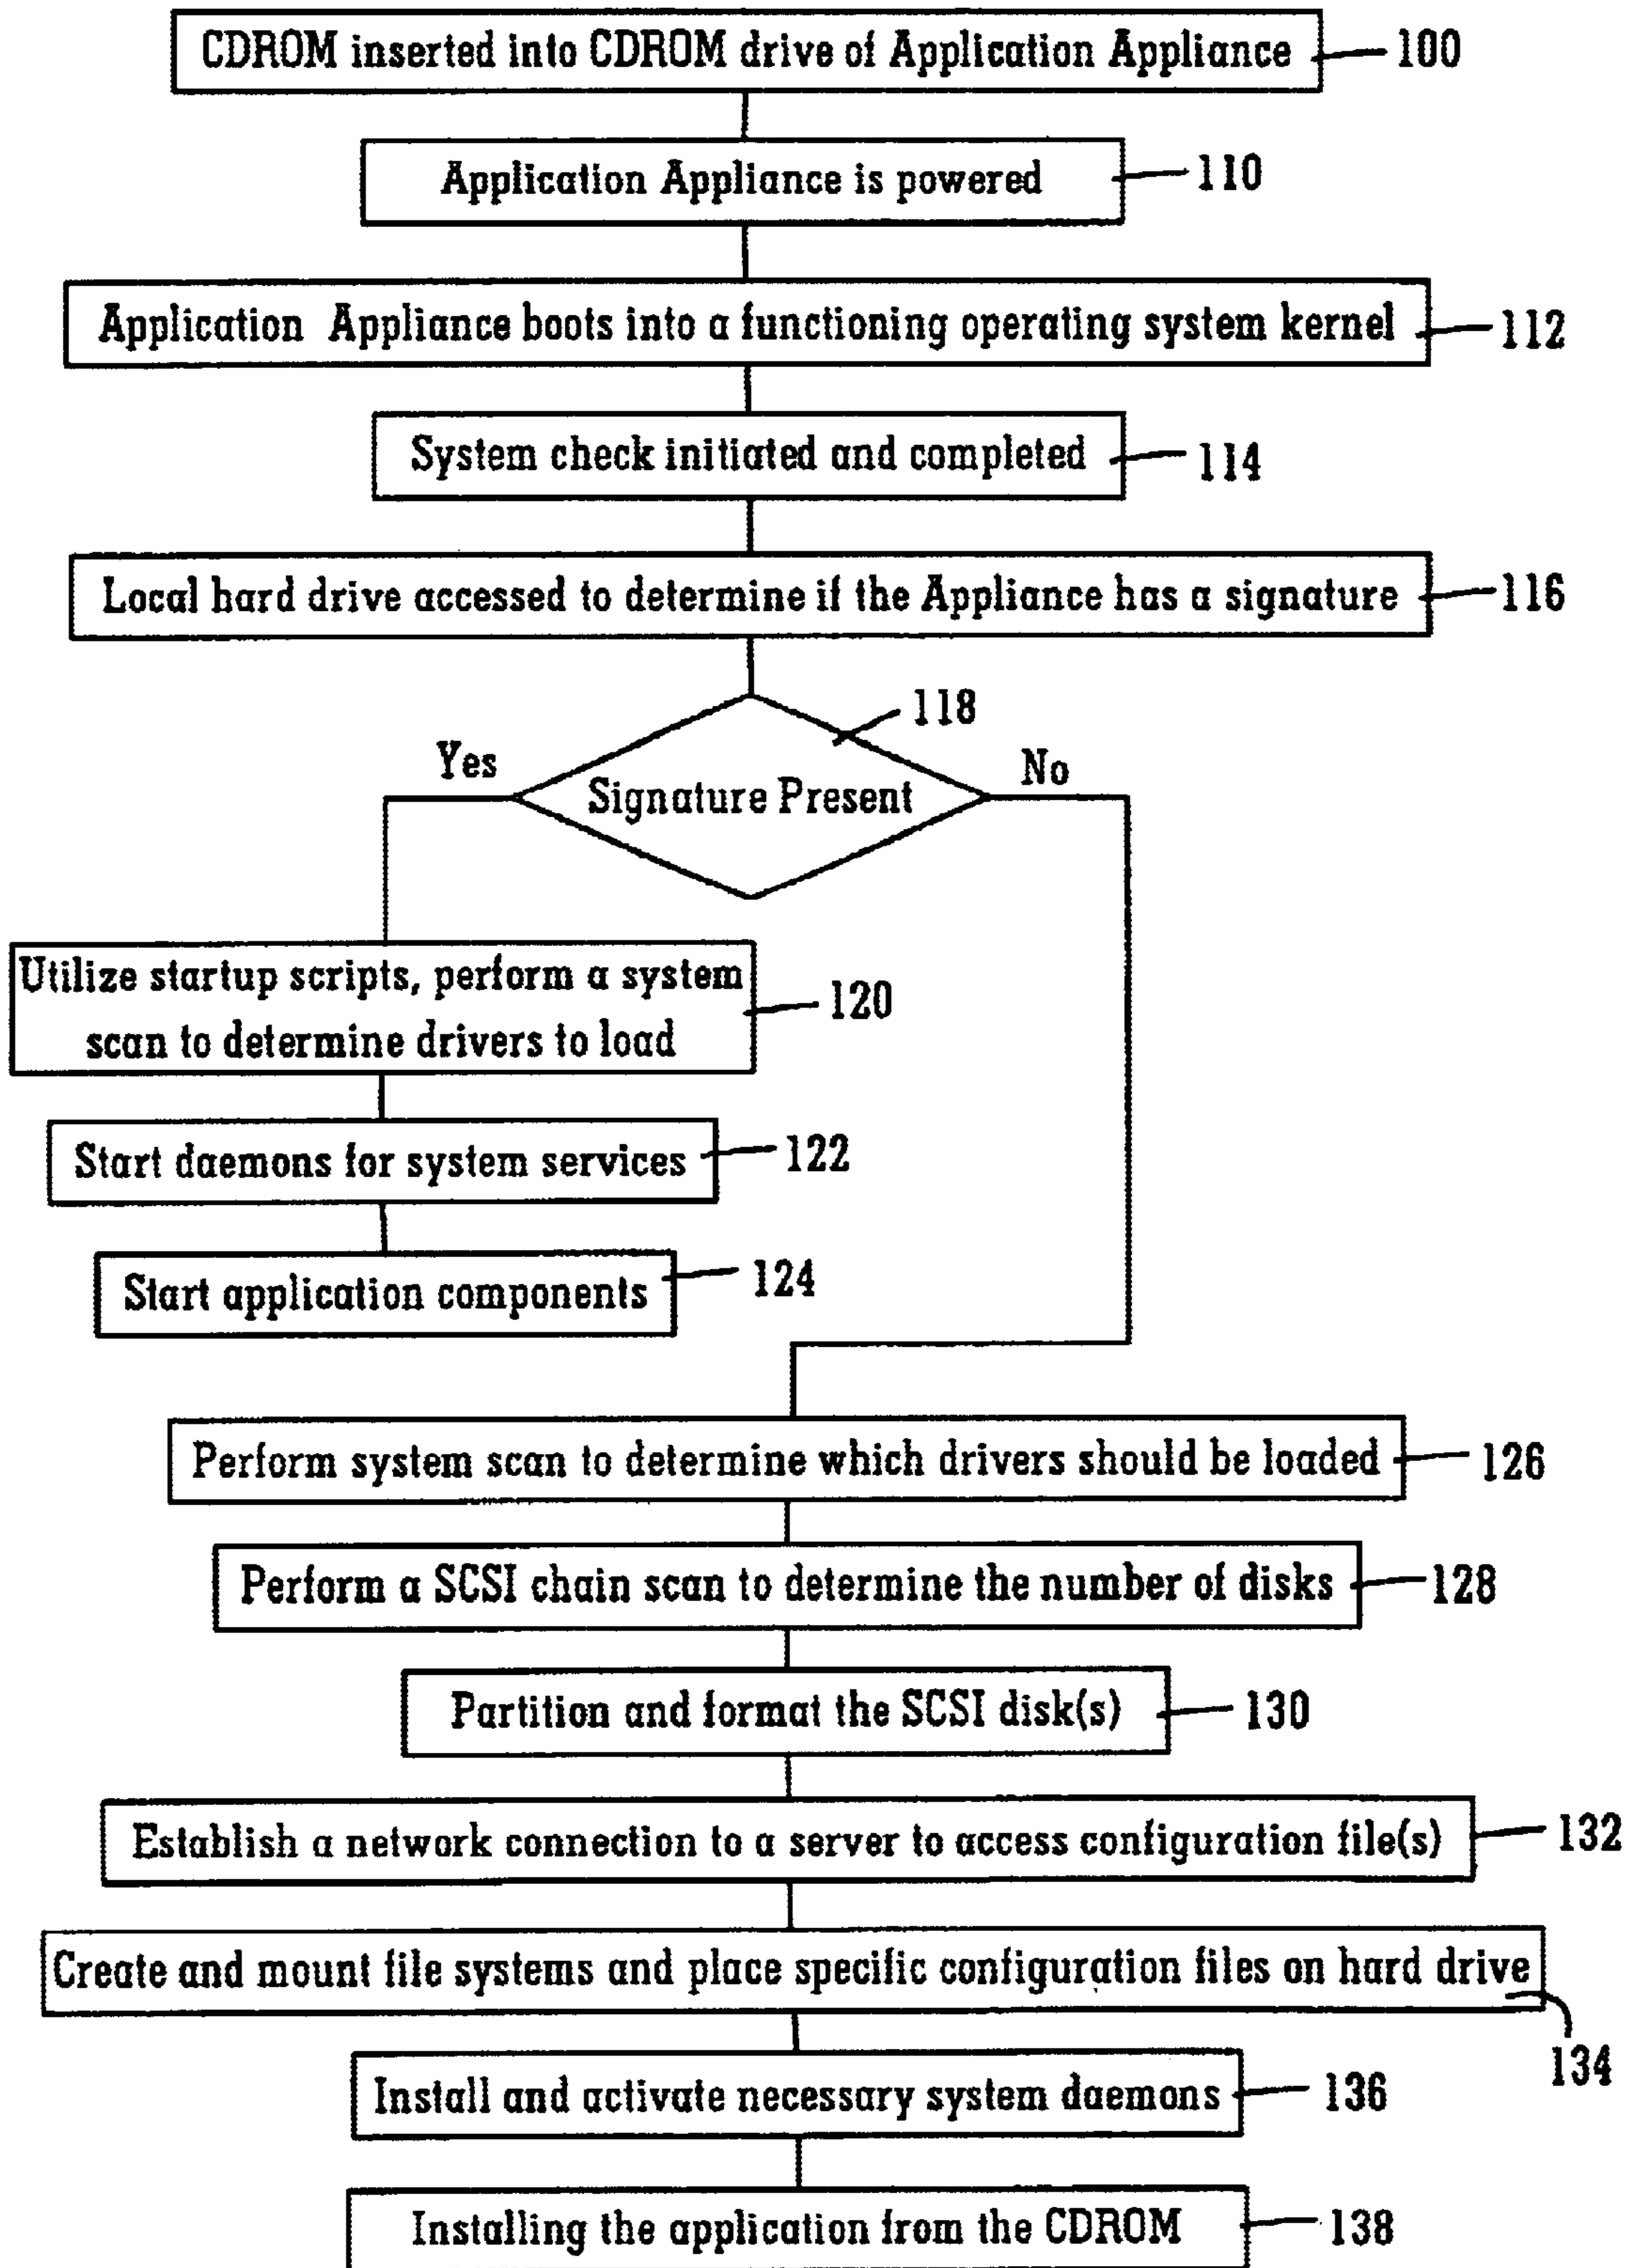 CDROM inserted into CDROM drive of Application Appliance 100
Application Appliance is powered 110
Application Appliance boots into a functioning operating system kernel 112
System check initiated and completed 114
Local hard drive accessed to determine if the Appliance has a signature 116
118
Yes
No
Signature Present
Utilize startup scripts, perform a system
scan to determine drivers to load
120
Start daemons for system services 122
Start application components 124
Perform system scan to determine which drivers should be loaded 126
Perform a SCSI chain scan to determine the number of disks 128
Partition and format the SCSI disk(s) 130
Establish a network connection to a server to access configuration file(s) 132
Create and mount file systems and place specific configuration files on hard drive
134
Install and activate necessary system daemons 136
Installing the application from the CDROM 138